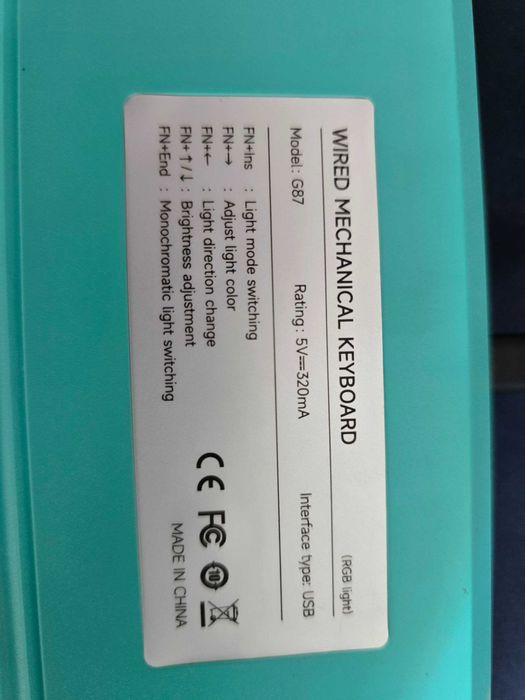 WIRED MECHANICAL KEYBOARD (RGB light)
Model: G87 Rating: 5V⎓320mA Interface type: USB
FN+Ins : Light mode switching
FN+→ : Adjust light color
FN+← : Light direction change
FN+↑/↓ : Brightness adjustment
FN+End : Monochromatic light switching
CE FC 10
MADE IN CHINA